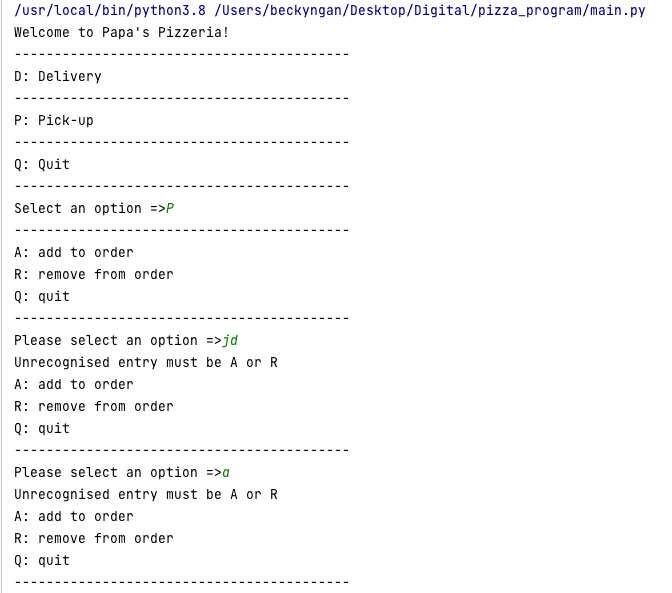 /usr/local/bin/python3.8 /Users/beckyngan/Desktop/Digital/pizza_program/main.py
Welcome to Papa's Pizzeria!
------------------------------------------
D: Delivery
------------------------------------------
P: Pick-up
------------------------------------------
Q: Quit
------------------------------------------
Select an option =>P
------------------------------------------
A: add to order
R: remove from order
Q: quit
------------------------------------------
Please select an option =>jd
Unrecognised entry must be A or R
A: add to order
R: remove from order
Q: quit
------------------------------------------
Please select an option =>a
Unrecognised entry must be A or R
A: add to order
R: remove from order
Q: quit
------------------------------------------